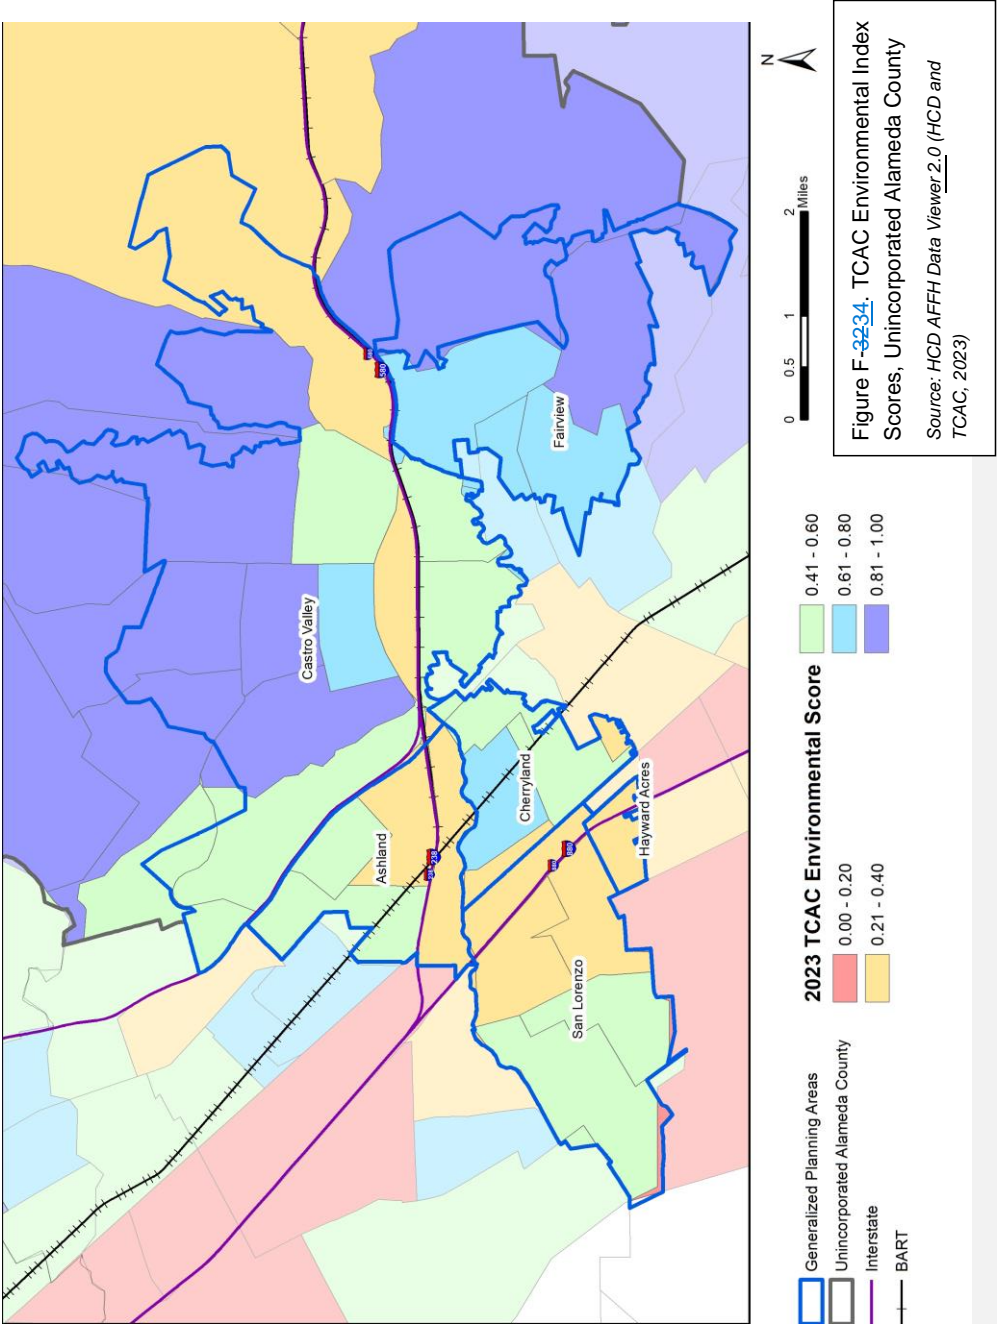 Castro Valley
Fairview
Ashland
Cherryland
Hayward Acres
San Lorenzo
580
238
880
N
0 0.5 1 2 Miles
Generalized Planning Areas
Unincorporated Alameda County
Interstate
BART
2023 TCAC Environmental Score
0.00 - 0.20
0.21 - 0.40
0.41 - 0.60
0.61 - 0.80
0.81 - 1.00
Figure F-3234. TCAC Environmental Index
Scores, Unincorporated Alameda County
Source: HCD AFFH Data Viewer 2.0 (HCD and
TCAC, 2023)